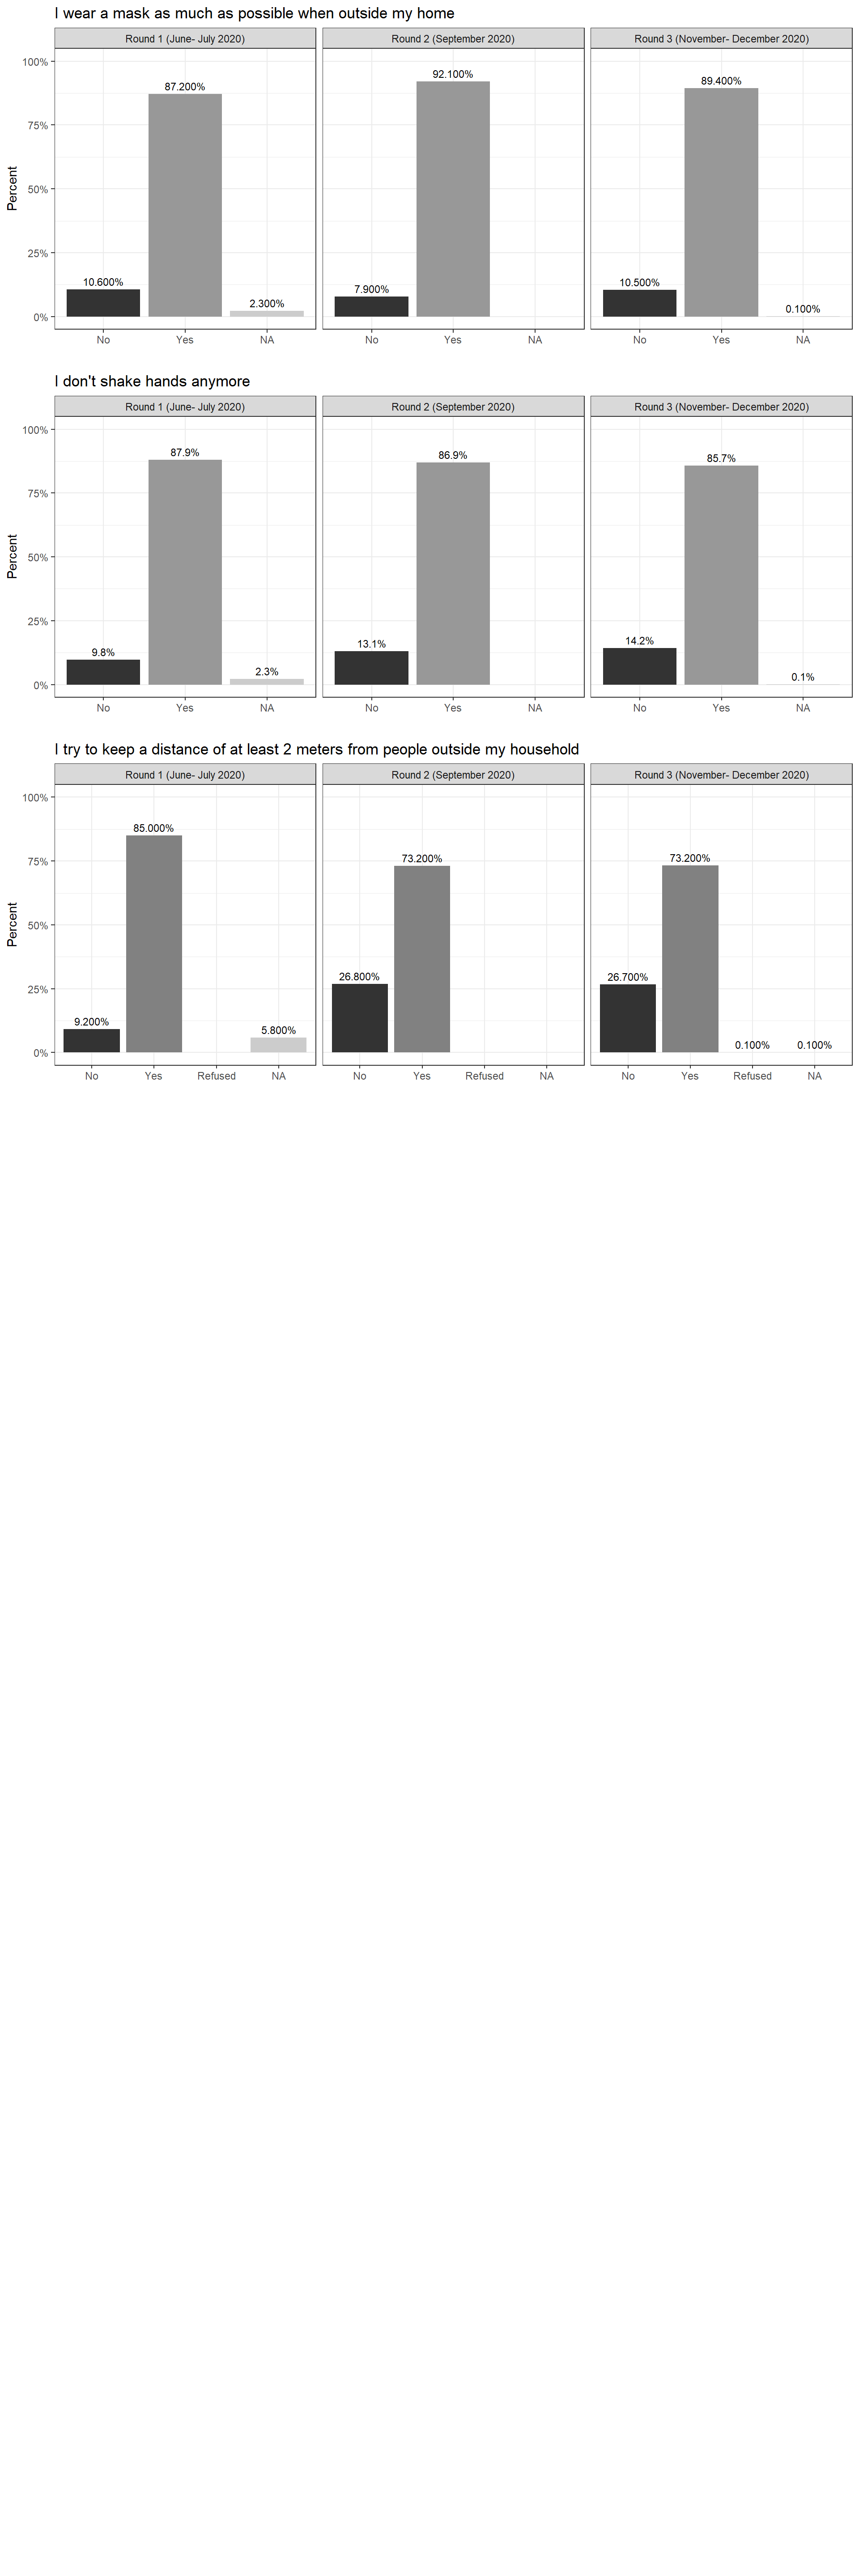 I wear a mask as much as possible when outside my home
Round 1 (June- July 2020) Round 2 (September 2020) Round 3 (November- December 2020)
Percent
100%
75%
50%
25%
0%
10.600% 87.200% 2.300% 7.900% 92.100% 10.500% 89.400% 0.100%
No Yes NA No Yes NA No Yes NA
I don't shake hands anymore
Round 1 (June- July 2020) Round 2 (September 2020) Round 3 (November- December 2020)
Percent
100%
75%
50%
25%
0%
9.8% 87.9% 2.3% 13.1% 86.9% 14.2% 85.7% 0.1%
No Yes NA No Yes NA No Yes NA
I try to keep a distance of at least 2 meters from people outside my household
Round 1 (June- July 2020) Round 2 (September 2020) Round 3 (November- December 2020)
Percent
100%
75%
50%
25%
0%
9.200% 85.000% 5.800% 26.800% 73.200% 26.700% 73.200% 0.100% 0.100%
No Yes Refused NA No Yes Refused NA No Yes Refused NA